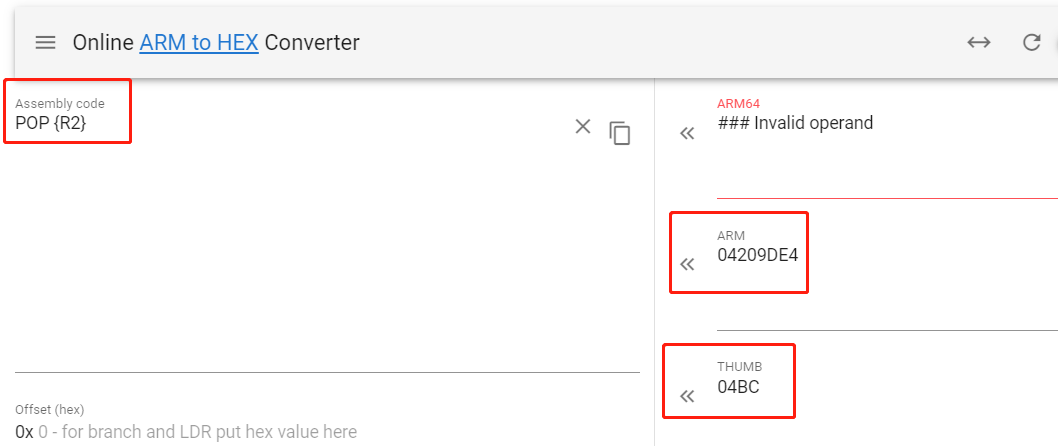 Online ARM to HEX Converter
Assembly code
POP {R2}
ARM64
### Invalid operand
ARM
04209DE4
THUMB
04BC
Offset (hex)
0x 0 - for branch and LDR put hex value here